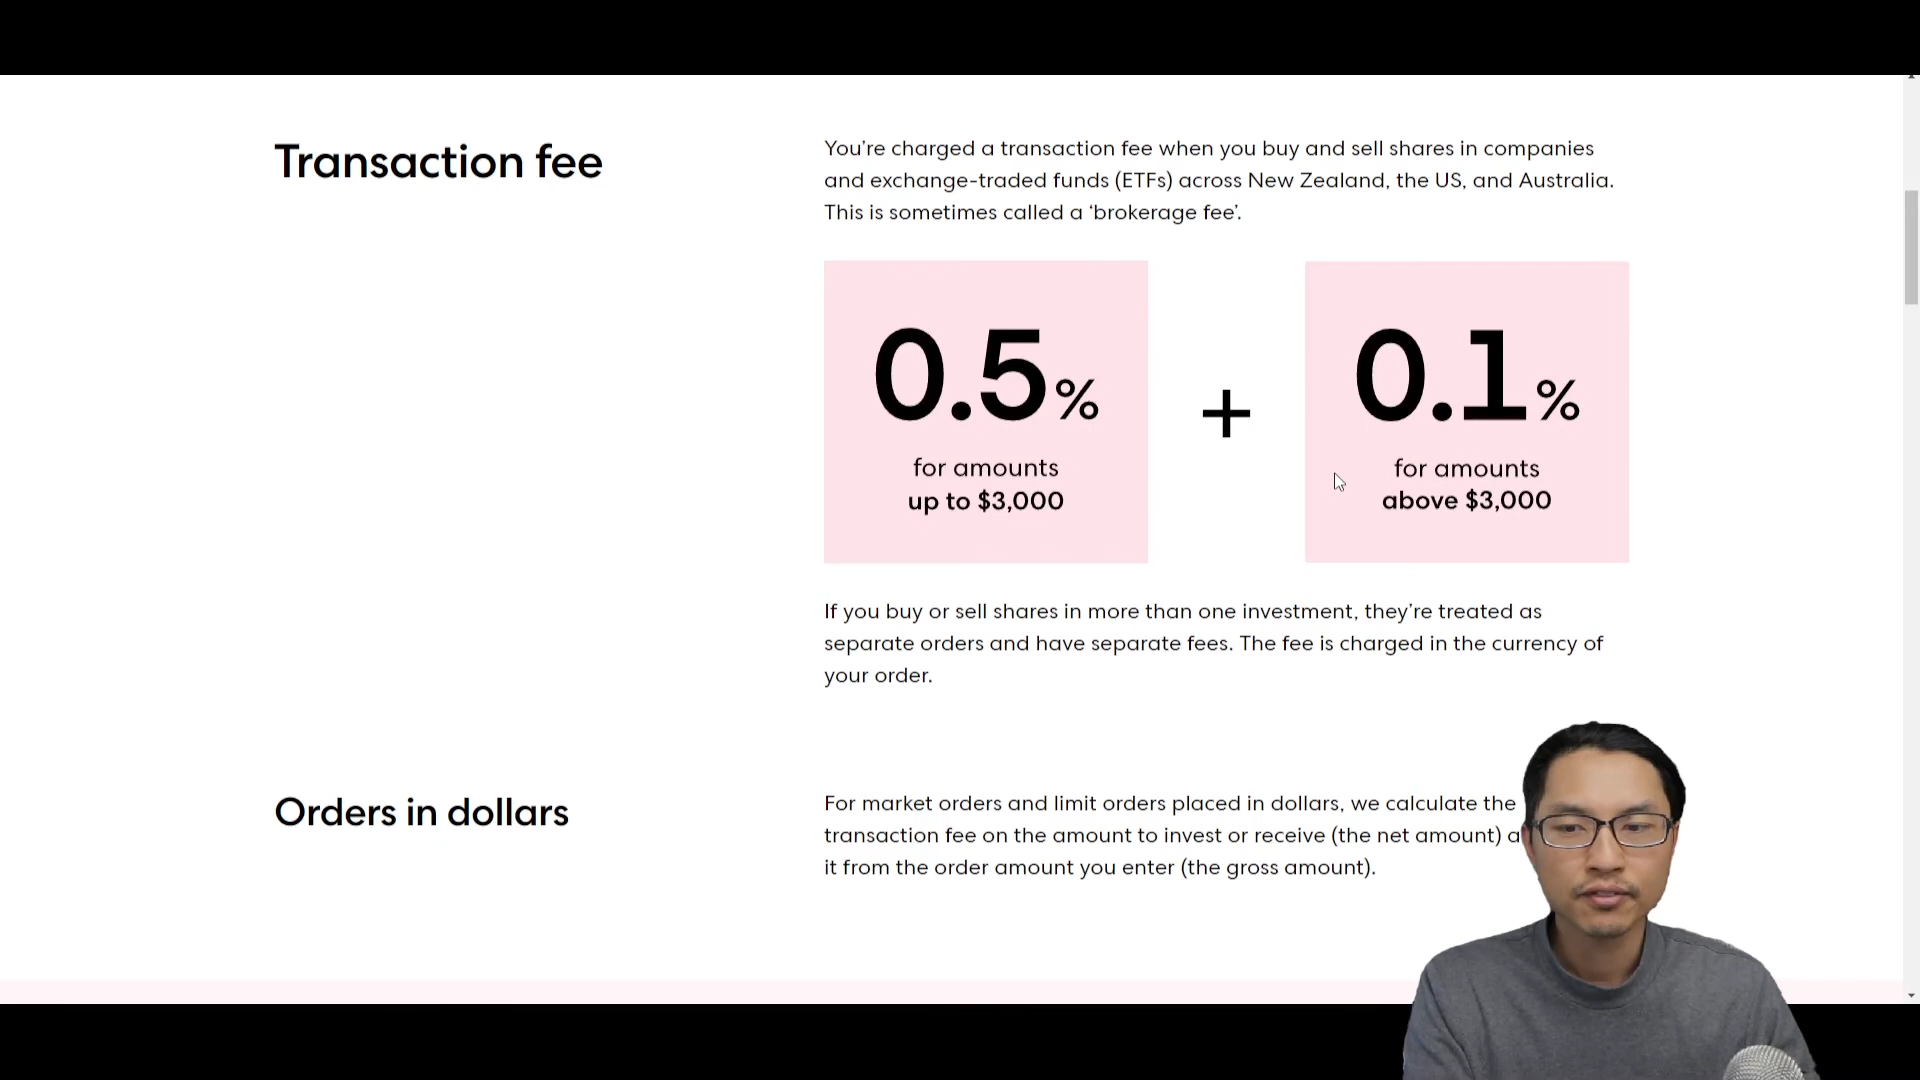 Transaction fee
You’re charged a transaction fee when you buy and sell shares in companies
and exchange-traded funds (ETFs) across New Zealand, the US, and Australia.
This is sometimes called a ‘brokerage fee’.
0.5%
for amounts
up to $3,000
+
0.1%
for amounts
above $3,000
If you buy or sell shares in more than one investment, they’re treated as
separate orders and have separate fees. The fee is charged in the currency of
your order.
Orders in dollars
For market orders and limit orders placed in dollars, we calculate the
transaction fee on the amount to invest or receive (the net amount)
it from the order amount you enter (the gross amount).